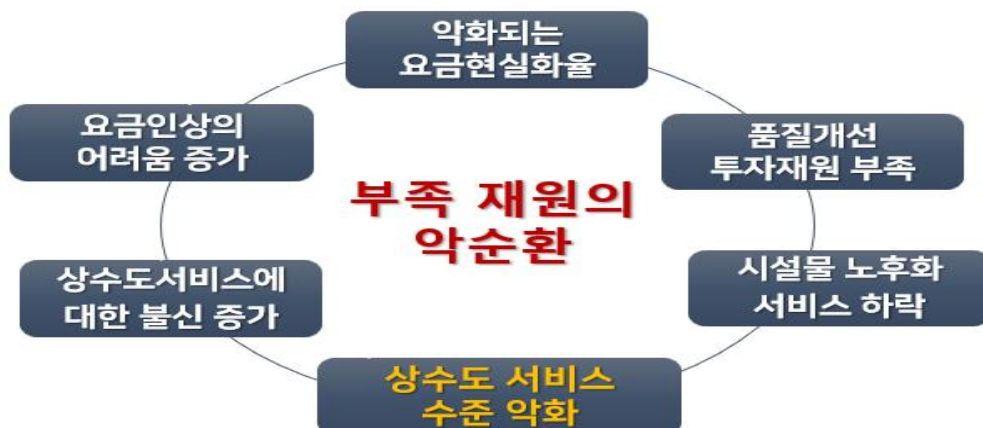 악화되는
요금현실화율
품질개선
투자재원 부족
시설물 노후화
서비스 하락
상수도 서비스
수준 악화
상수도서비스에
대한 불신 증가
요금인상의
어려움 증가
부족 재원의
악순환